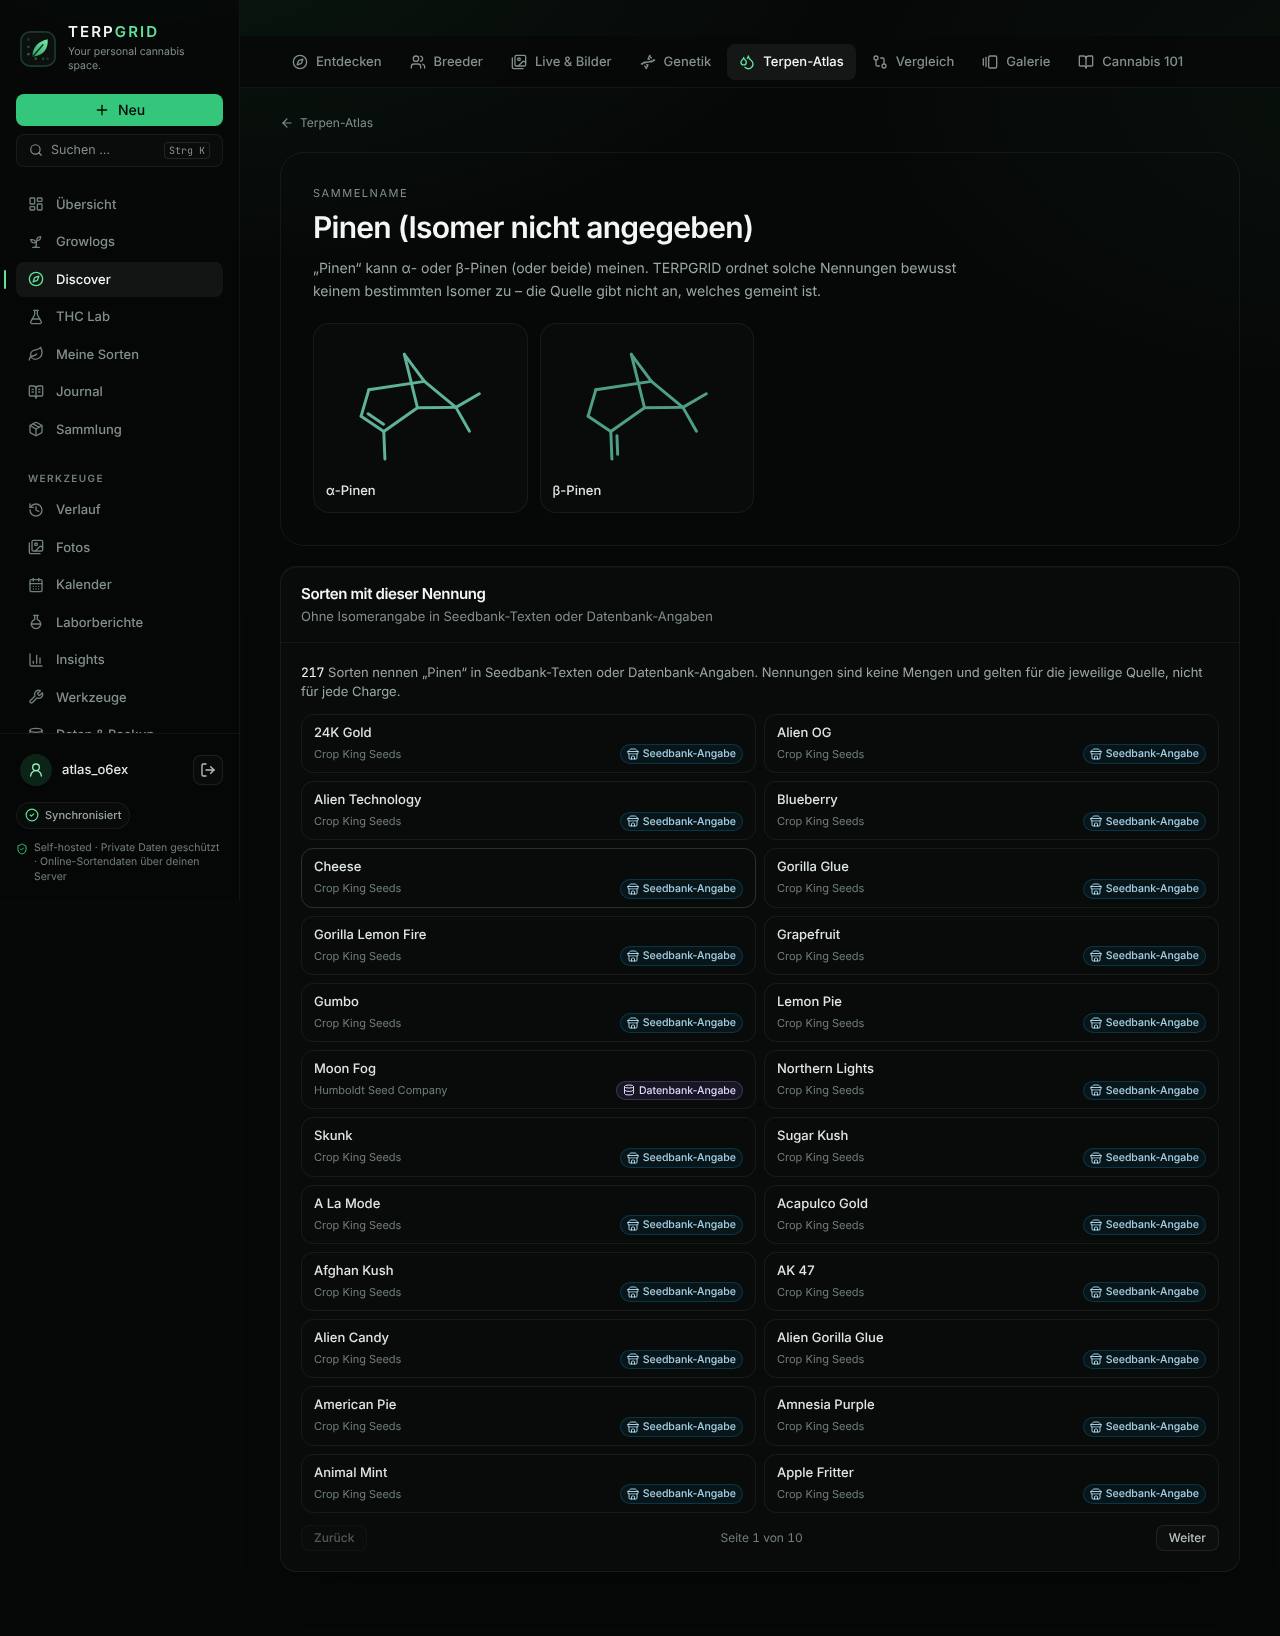 TERPGRID
Your personal cannabis
space.
Neu
Suchen ...
Strg K
Übersicht
Growlogs
Discover
THC Lab
Meine Sorten
Journal
Sammlung
WERKZEUGE
Verlauf
Fotos
Kalender
Laborberichte
Insights
Werkzeuge
Daten & Backup
atlas_o6ex
Synchronisiert
Self-hosted · Private Daten geschützt
· Online-Sortendaten über deinen
Server
Entdecken
Breeder
Live & Bilder
Genetik
Terpen-Atlas
Vergleich
Galerie
Cannabis 101
Terpen-Atlas
SAMMELNAME
Pinen (Isomer nicht angegeben)
„Pinen“ kann α- oder β-Pinen (oder beide) meinen. TERPGRID ordnet solche Nennungen bewusst
keinem bestimmten Isomer zu – die Quelle gibt nicht an, welches gemeint ist.
α-Pinen
β-Pinen
Sorten mit dieser Nennung
Ohne Isomerangabe in Seedbank-Texten oder Datenbank-Angaben
217 Sorten nennen „Pinen“ in Seedbank-Texten oder Datenbank-Angaben. Nennungen sind keine Mengen und gelten für die jeweilige Quelle, nicht
für jede Charge.
24K Gold
Crop King Seeds
Seedbank-Angabe
Alien OG
Crop King Seeds
Seedbank-Angabe
Alien Technology
Crop King Seeds
Seedbank-Angabe
Blueberry
Crop King Seeds
Seedbank-Angabe
Cheese
Crop King Seeds
Seedbank-Angabe
Gorilla Glue
Crop King Seeds
Seedbank-Angabe
Gorilla Lemon Fire
Crop King Seeds
Seedbank-Angabe
Grapefruit
Crop King Seeds
Seedbank-Angabe
Gumbo
Crop King Seeds
Seedbank-Angabe
Lemon Pie
Crop King Seeds
Seedbank-Angabe
Moon Fog
Humboldt Seed Company
Datenbank-Angabe
Northern Lights
Crop King Seeds
Seedbank-Angabe
Skunk
Crop King Seeds
Seedbank-Angabe
Sugar Kush
Crop King Seeds
Seedbank-Angabe
A La Mode
Crop King Seeds
Seedbank-Angabe
Acapulco Gold
Crop King Seeds
Seedbank-Angabe
Afghan Kush
Crop King Seeds
Seedbank-Angabe
AK 47
Crop King Seeds
Seedbank-Angabe
Alien Candy
Crop King Seeds
Seedbank-Angabe
Alien Gorilla Glue
Crop King Seeds
Seedbank-Angabe
American Pie
Crop King Seeds
Seedbank-Angabe
Amnesia Purple
Crop King Seeds
Seedbank-Angabe
Animal Mint
Crop King Seeds
Seedbank-Angabe
Apple Fritter
Crop King Seeds
Seedbank-Angabe
Zurück
Seite 1 von 10
Weiter